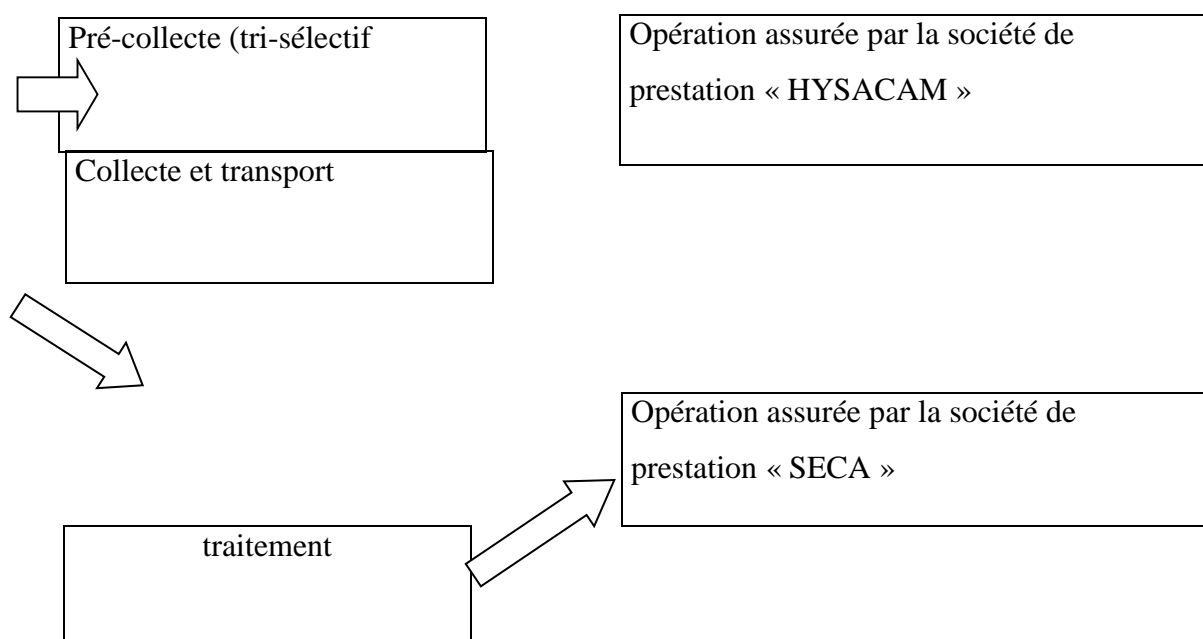 Pré-collecte (tri-sélectif
Opération assurée par la société de
prestation « HYSACAM »
Collecte et transport
Opération assurée par la société de
prestation « SECA »
traitement